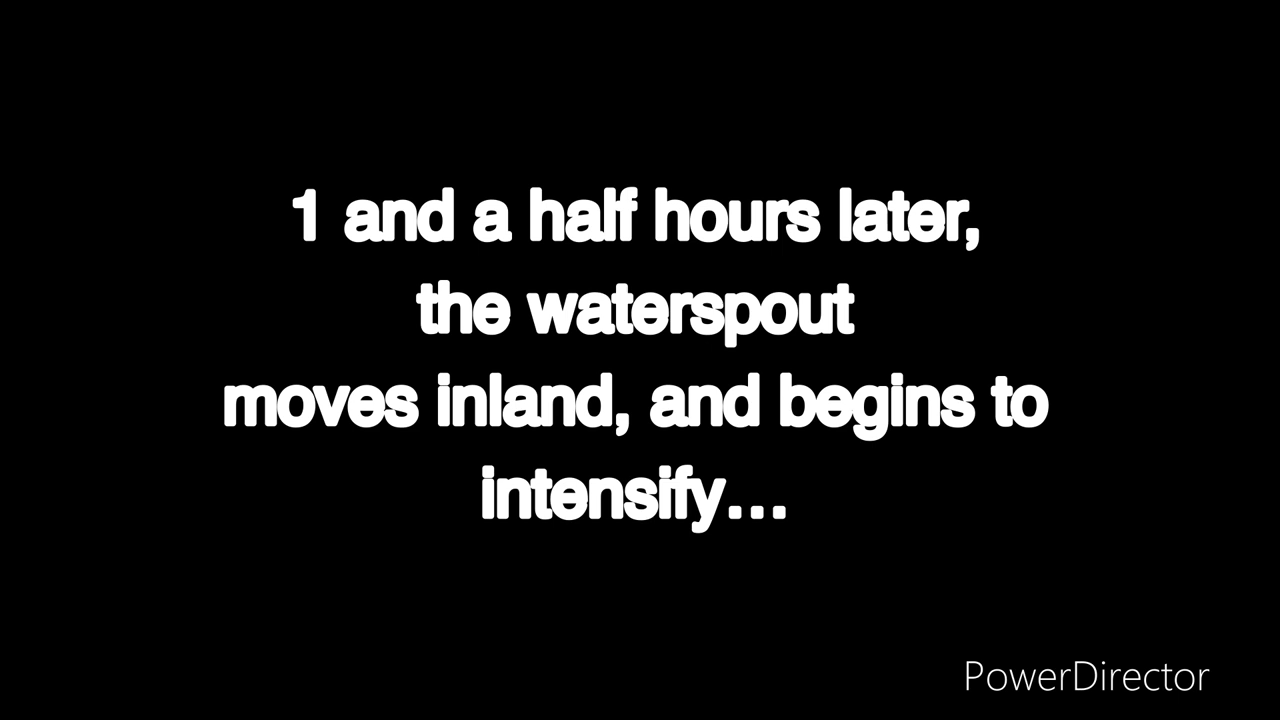 1 and a half hours later,
the waterspout
moves inland, and begins to
intensify...
PowerDirector